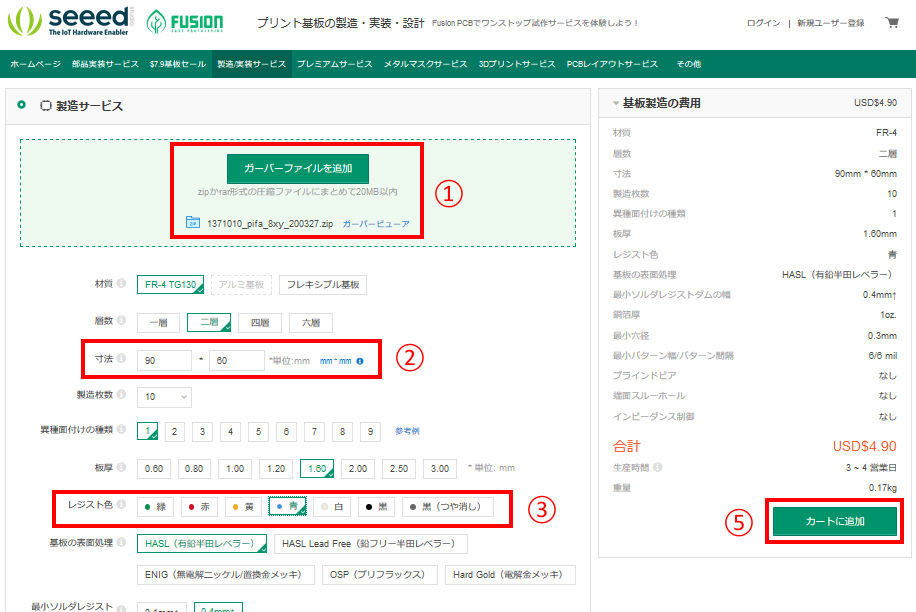 seeed
The IoT Hardware Enabler
FUSION
EASY PROTOTYPING
プリント基板の製造・実装・設計 Fusion PCBでワンストップ試作サービスを体験しよう！
ログイン | 新規ユーザー登録
ホームページ 部品実装サービス $7.9基板セール 製造/実装サービス プレミアムサービス メタルマスクサービス 3Dプリントサービス PCBレイアウトサービス その他
製造サービス
ガーバーファイルを追加
zipかrar形式の圧縮ファイルにまとめて20MB以内
1371010_pifa_8xy_200327.zip ガーバービューア
①
材質 FR-4 TG130 アルミ基板 フレキシブル基板
層数 一層 二層 四層 六層
寸法 90 * 60 *単位:mm mm↔mm
②
製造枚数 10
異種面付けの種類 1 2 3 4 5 6 7 8 9 参考例
板厚 0.60 0.80 1.00 1.20 1.60 2.00 2.50 3.00 *単位: mm
レジスト色 緑 赤 黄 青 白 黒 黒（つや消し）
③
基板の表面処理 HASL（有鉛半田レベラー） HASL Lead Free（鉛フリー半田レベラー）
ENIG（無電解ニッケル/置換金メッキ） OSP（プリフラックス） Hard Gold（電解金メッキ）
最小ソルダレジスト 0.1mm↑ 0.4mm↑
基板製造の費用 USD$4.90
材質 FR-4
層数 二層
寸法 90mm * 60mm
製造枚数 10
異種面付けの種類 1
板厚 1.60mm
レジスト色 青
基板の表面処理 HASL（有鉛半田レベラー）
最小ソルダレジストダムの幅 0.4mm↑
銅箔厚 1oz.
最小穴径 0.3mm
最小パターン幅/パターン間隔 6/6 mil
ブラインドビア なし
端面スルーホール なし
インピーダンス制御 なし
合計 USD$4.90
生産時間 3 ~ 4 営業日
重量 0.17kg
⑤
カートに追加